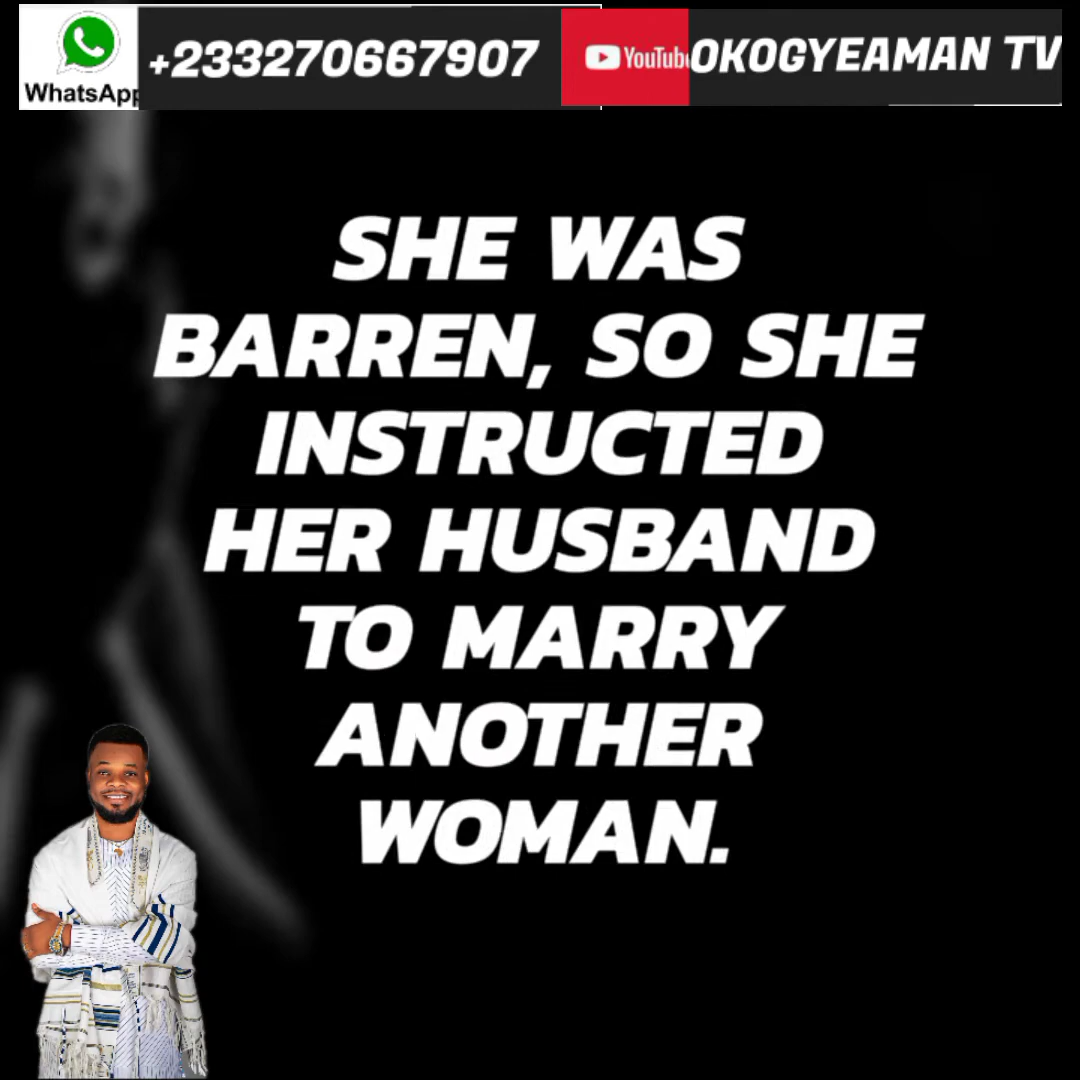 WhatsApp
+233270667907
YouTube
OKOGYEAMAN TV
SHE WAS
BARREN, SO SHE
INSTRUCTED
HER HUSBAND
TO MARRY
ANOTHER
WOMAN.